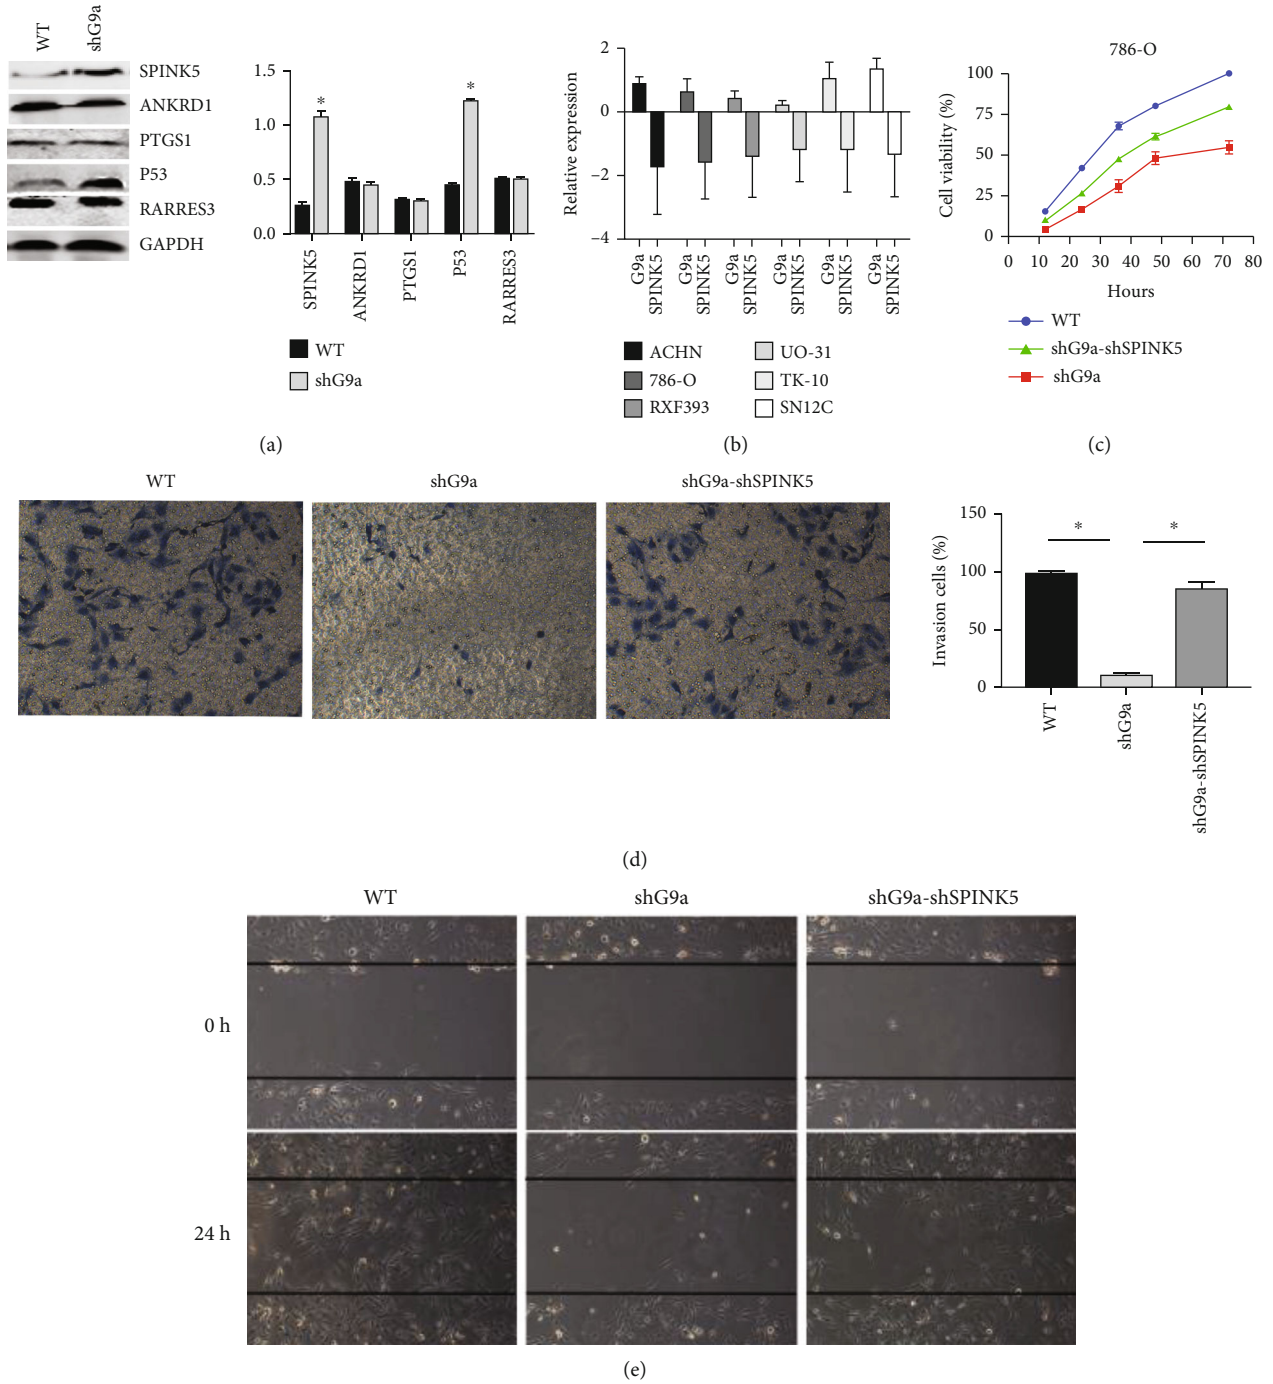 WT
shG9a
SPINK5
ANKRD1
PTGS1
P53
RARRES3
GAPDH
1.5
1.0
0.5
0.0
*
*
SPINK5
ANKRD1
PTGS1
P53
RARRES3
WT
shG9a
(a)
Relative expression
2
0
−2
−4
G9a
SPINK5
G9a
SPINK5
G9a
SPINK5
G9a
SPINK5
G9a
SPINK5
G9a
SPINK5
ACHN
786-O
RXF393
UO-31
TK-10
SN12C
(b)
786-O
Cell viability (%)
100
75
50
25
0
0 10 20 30 40 50 60 70 80
Hours
WT
shG9a-shSPINK5
shG9a
(c)
WT
shG9a
shG9a-shSPINK5
Invasion cells (%)
150
100
50
0
*
*
WT
shG9a
shG9a-shSPINK5
(d)
WT
shG9a
shG9a-shSPINK5
0 h
24 h
(e)